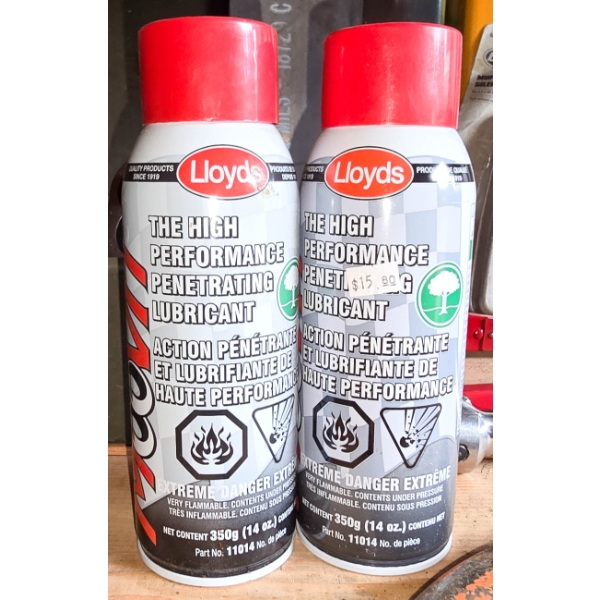 QUALITY PRODUCTS
SINCE 1919
Lloyds
THE HIGH
PERFORMANCE
PENETRATING
LUBRICANT
ACTION PÉNÉTRANTE
ET LUBRIFIANTE DE
HAUTE PERFORMANCE
EXTREME DANGER EXTRÊME
VERY FLAMMABLE. CONTENTS UNDER PRESSURE
TRÈS INFLAMMABLE. CONTENU SOUS PRESSION
NET CONTENT 350g (14 oz.)
Part No. 11014 No. de pièce
Lloyds
THE HIGH
PERFORMANCE
$15.80
LUBRICANT
ACTION PÉNÉTRANTE
ET LUBRIFIANTE DE
HAUTE PERFORMANCE
EXTREME DANGER EXTRÊME
VERY FLAMMABLE. CONTENTS UNDER PRESSURE
TRÈS INFLAMMABLE. CONTENU SOUS PRESSION
NET CONTENT 350g (14 oz.) CONTENU NET
Part No. 11014 No. de pièce